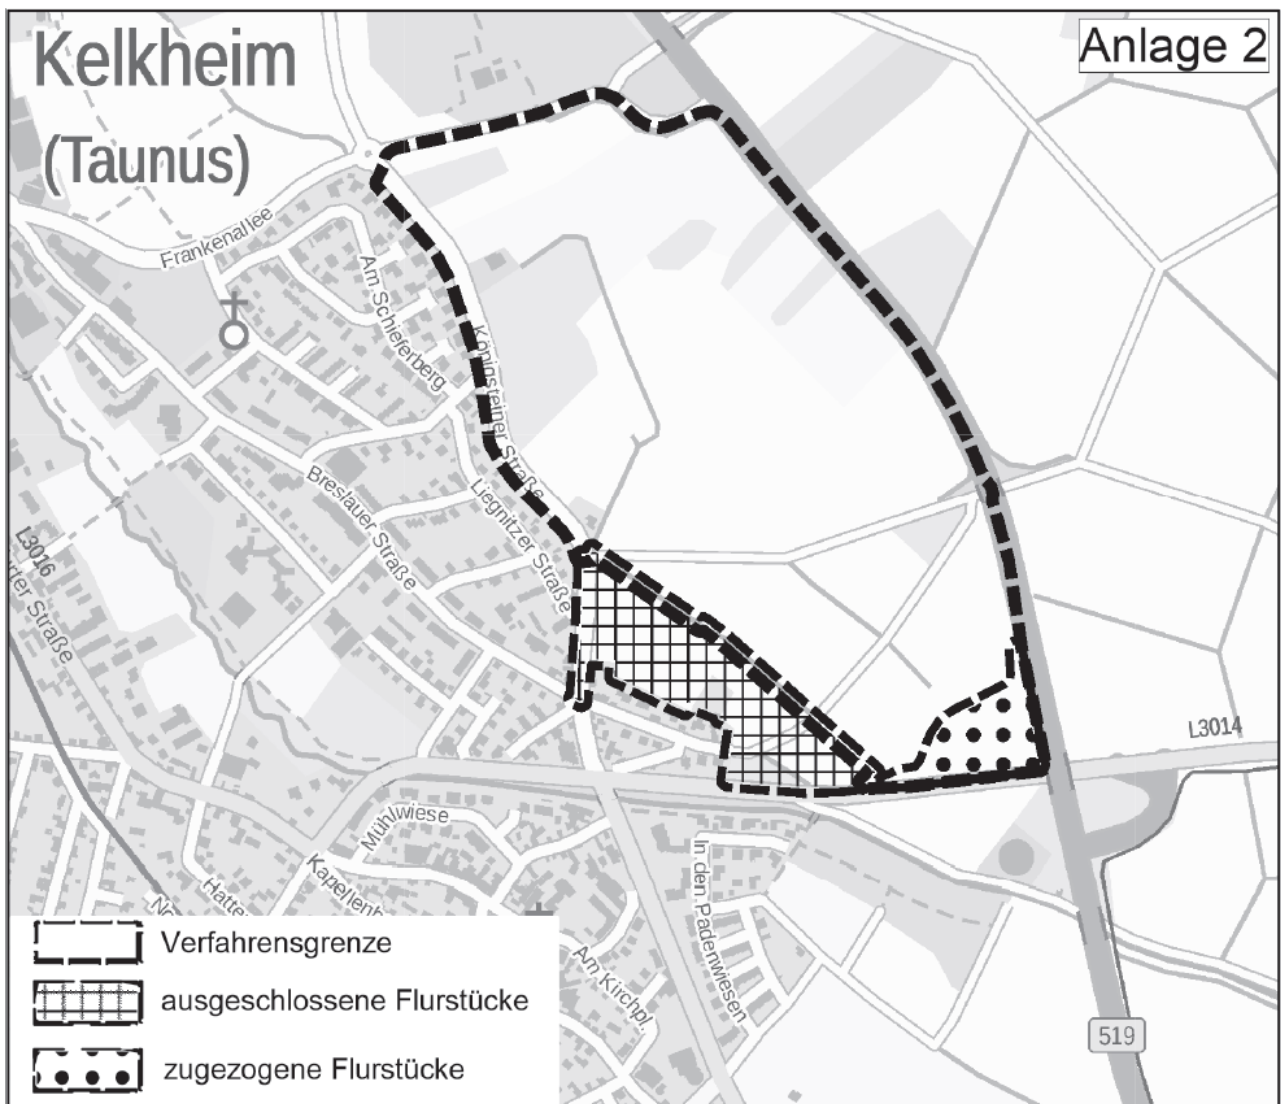 Kelkheim
(Taunus)
Anlage 2
Frankenallee
Am Schieferberg
Königsteiner Straße
Breslauer Straße
Liegnitzer Straße
L3016
Straße
L3014
Mühlwiese
In den Padenwiesen
Am Kirchpl.
519
Verfahrensgrenze
ausgeschlossene Flurstücke
zugezogene Flurstücke